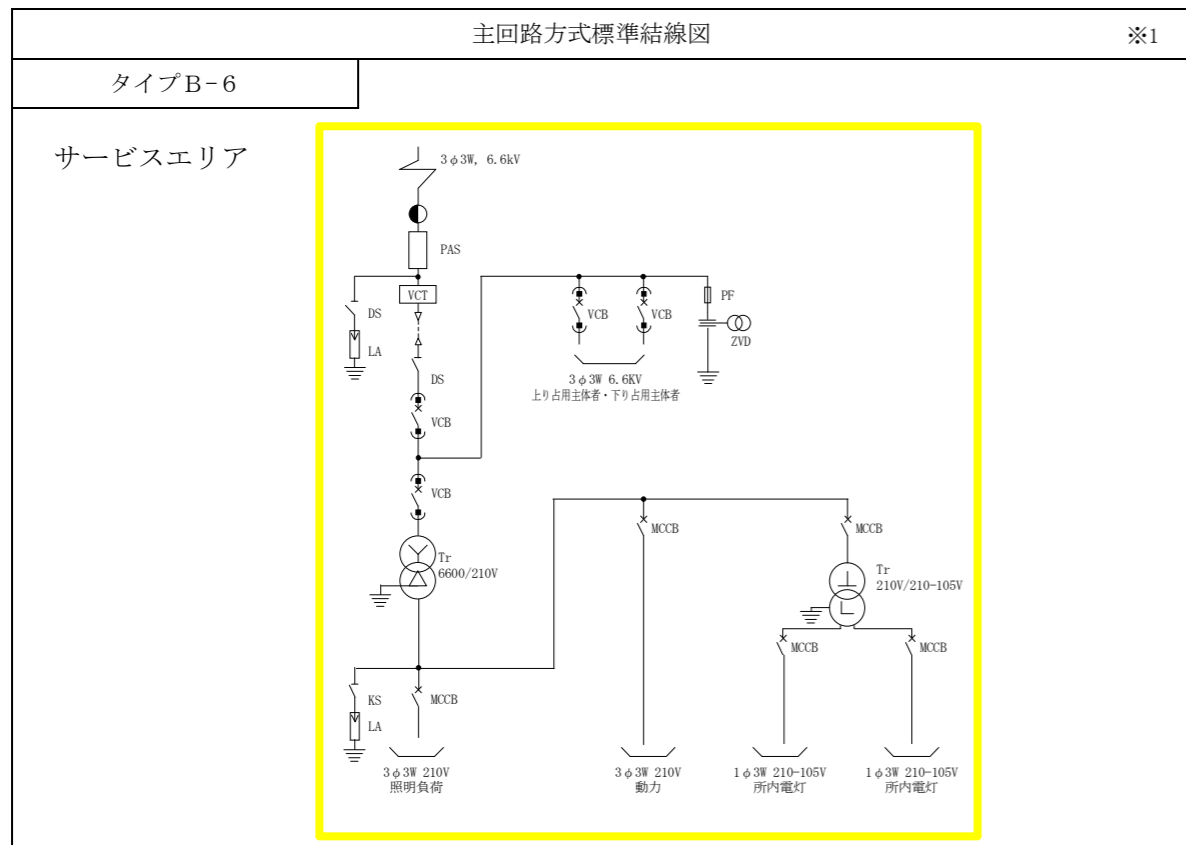 主回路方式標準結線図
※1
タイプB-6
サービスエリア
3φ3W, 6.6kV
PAS
VCT
DS
LA
DS
VCB
VCB
VCB
PF
ZVD
3φ3W 6.6KV
上り占用主体者・下り占用主体者
VCB
Tr
6600/210V
MCCB
MCCB
Tr
210V/210-105V
MCCB
MCCB
KS
LA
MCCB
3φ3W 210V
照明負荷
3φ3W 210V
動力
1φ3W 210-105V
所内電灯
1φ3W 210-105V
所内電灯